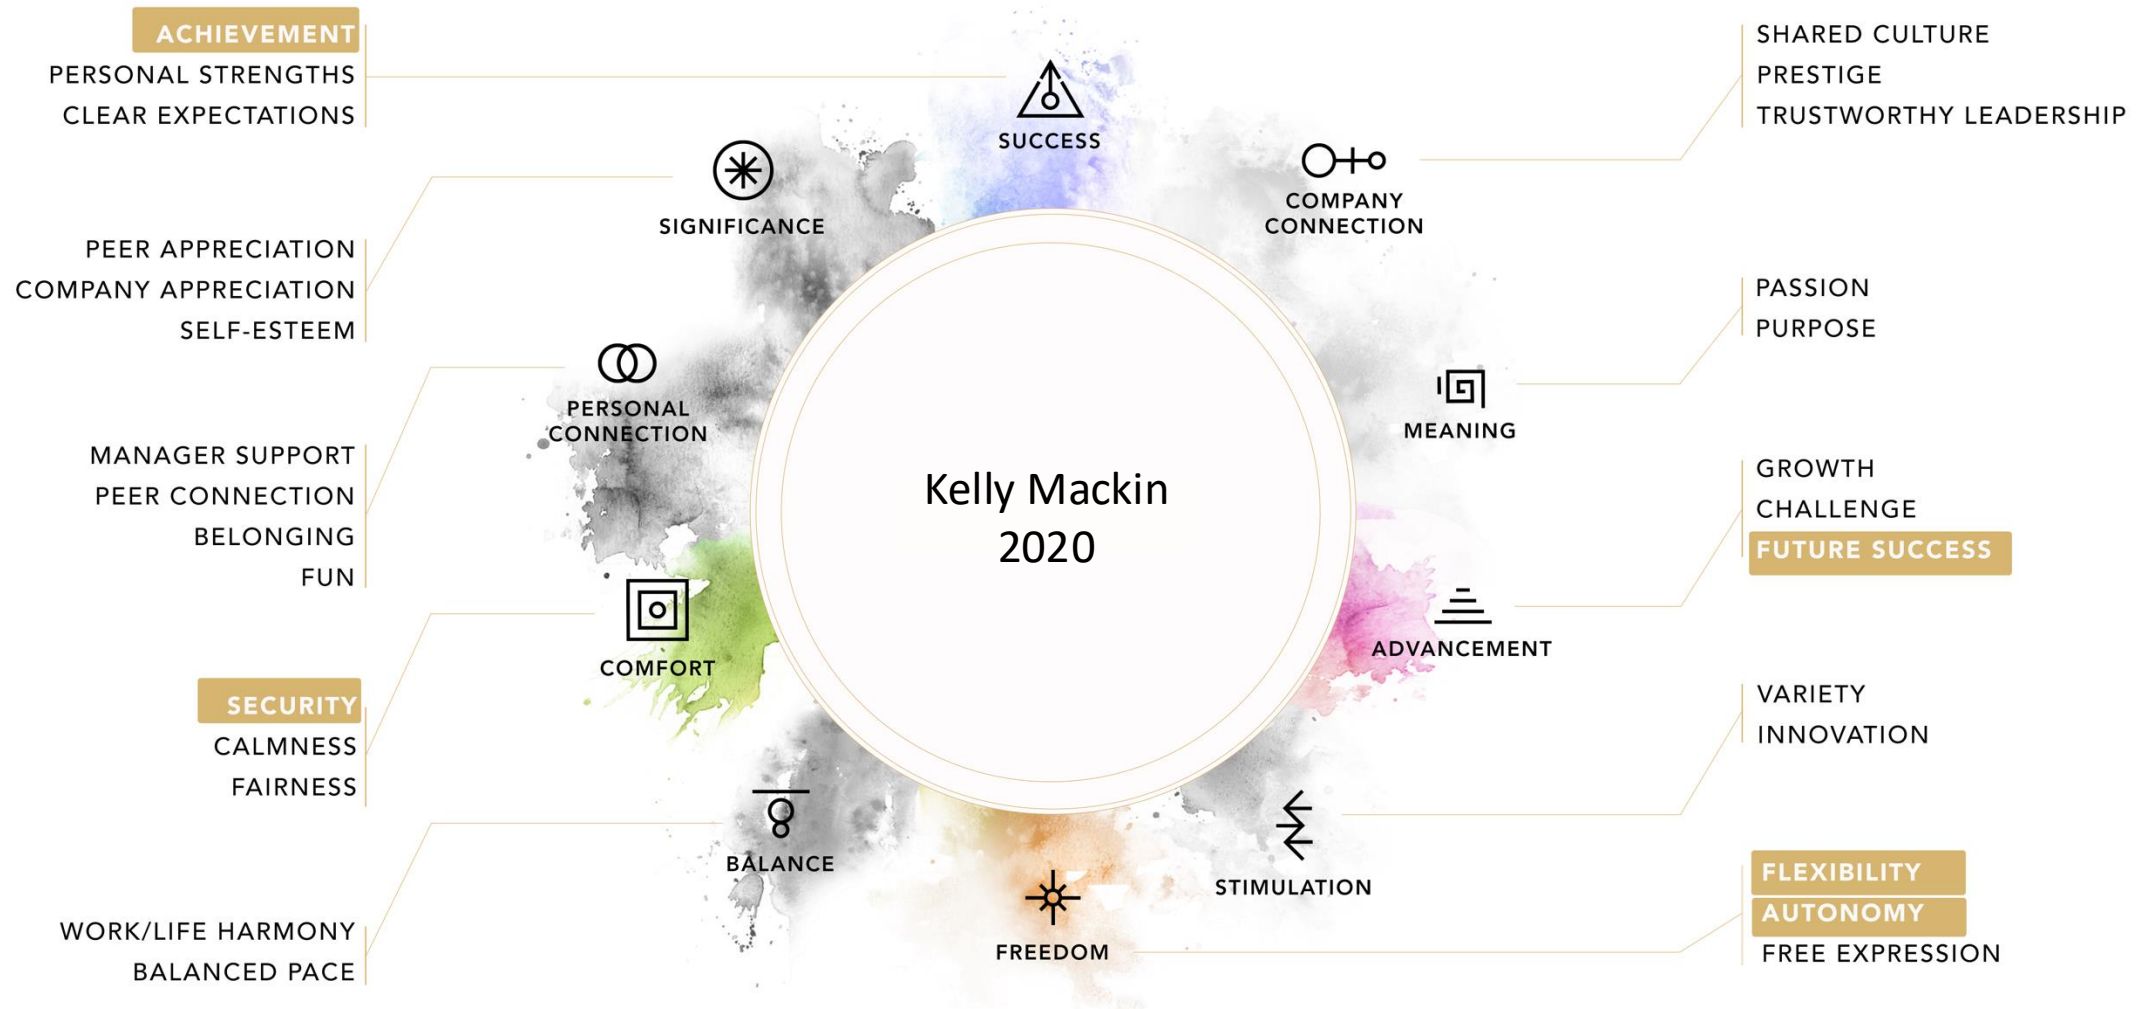 ACHIEVEMENT
PERSONAL STRENGTHS
CLEAR EXPECTATIONS
SUCCESS
SHARED CULTURE
PRESTIGE
TRUSTWORTHY LEADERSHIP
COMPANY
CONNECTION
SIGNIFICANCE
PEER APPRECIATION
COMPANY APPRECIATION
SELF-ESTEEM
PASSION
PURPOSE
MEANING
PERSONAL
CONNECTION
MANAGER SUPPORT
PEER CONNECTION
BELONGING
FUN
Kelly Mackin
2020
GROWTH
CHALLENGE
FUTURE SUCCESS
ADVANCEMENT
COMFORT
SECURITY
CALMNESS
FAIRNESS
VARIETY
INNOVATION
STIMULATION
BALANCE
WORK/LIFE HARMONY
BALANCED PACE
FREEDOM
FLEXIBILITY
AUTONOMY
FREE EXPRESSION